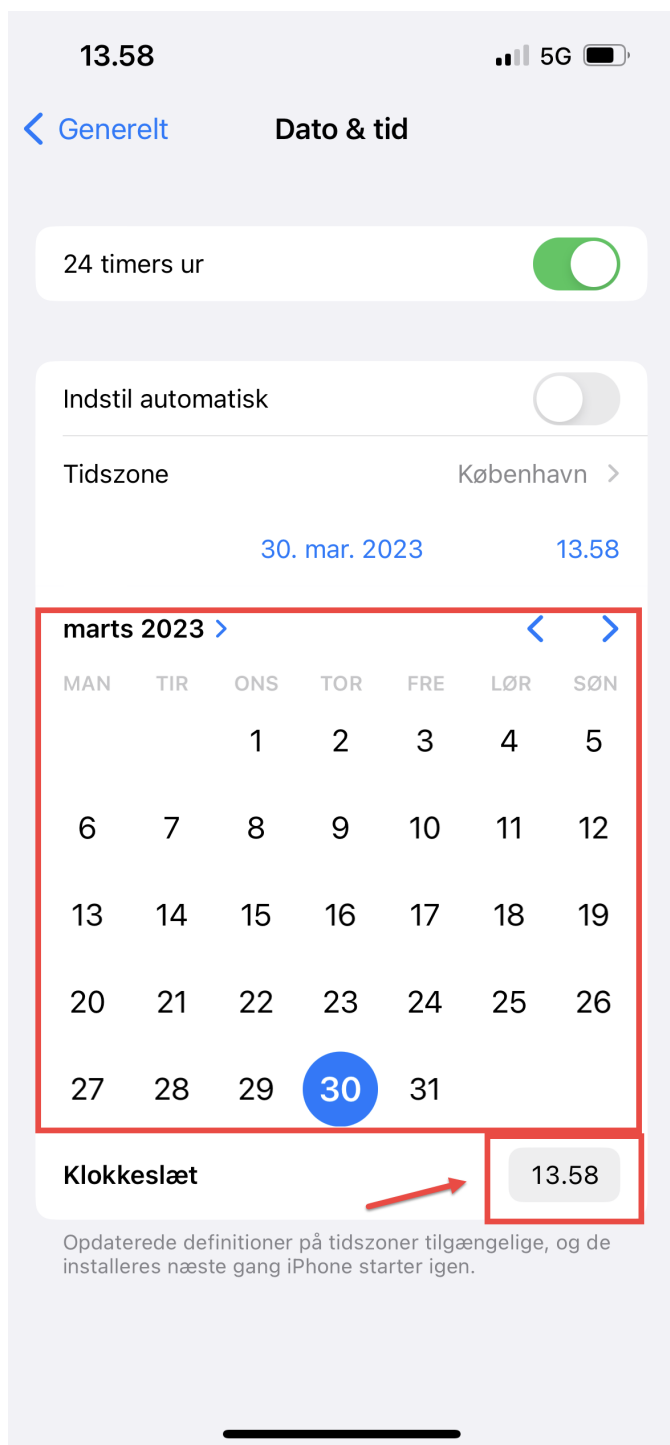 13.58 5G
Generelt Dato & tid
24 timers ur
Indstil automatisk
Tidszone København
30. mar. 2023 13.58
marts 2023
MAN TIR ONS TOR FRE LØR SØN
1 2 3 4 5
6 7 8 9 10 11 12
13 14 15 16 17 18 19
20 21 22 23 24 25 26
27 28 29 30 31
Klokkeslæt 13.58
Opdaterede definitioner på tidszoner tilgængelige, og de
installeres næste gang iPhone starter igen.